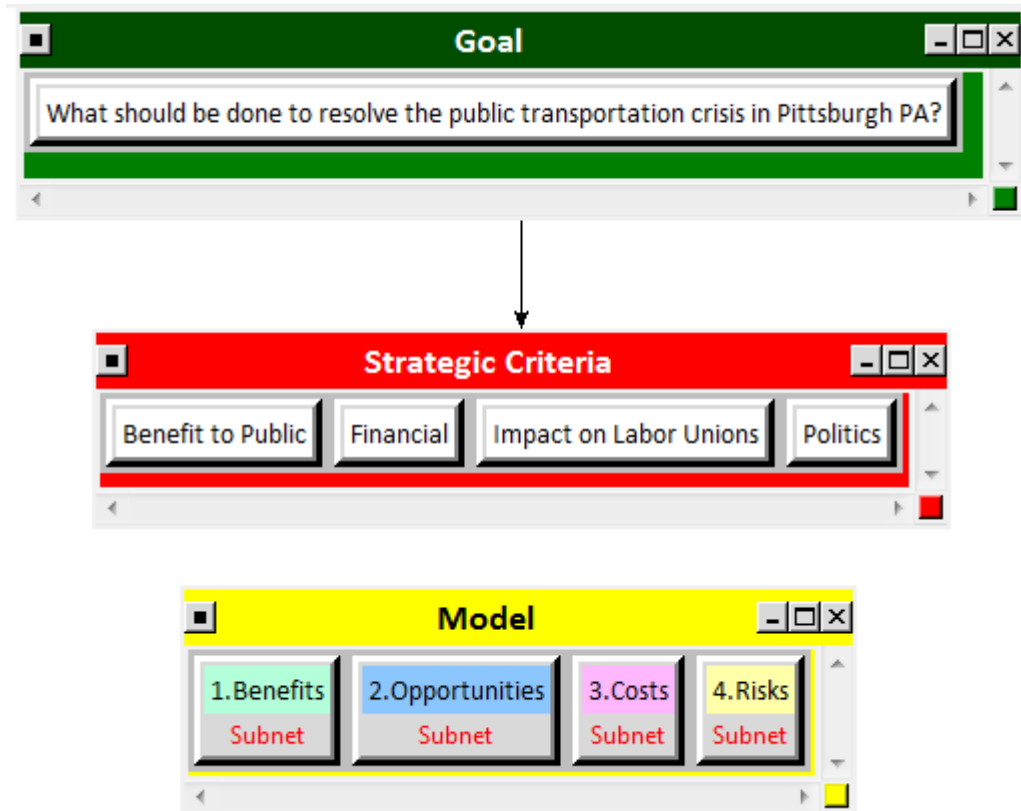 Goal
What should be done to resolve the public transportation crisis in Pittsburgh PA?
Strategic Criteria
Benefit to Public Financial Impact on Labor Unions Politics
Model
1.Benefits 2.Opportunities 3.Costs 4.Risks
Subnet Subnet Subnet Subnet